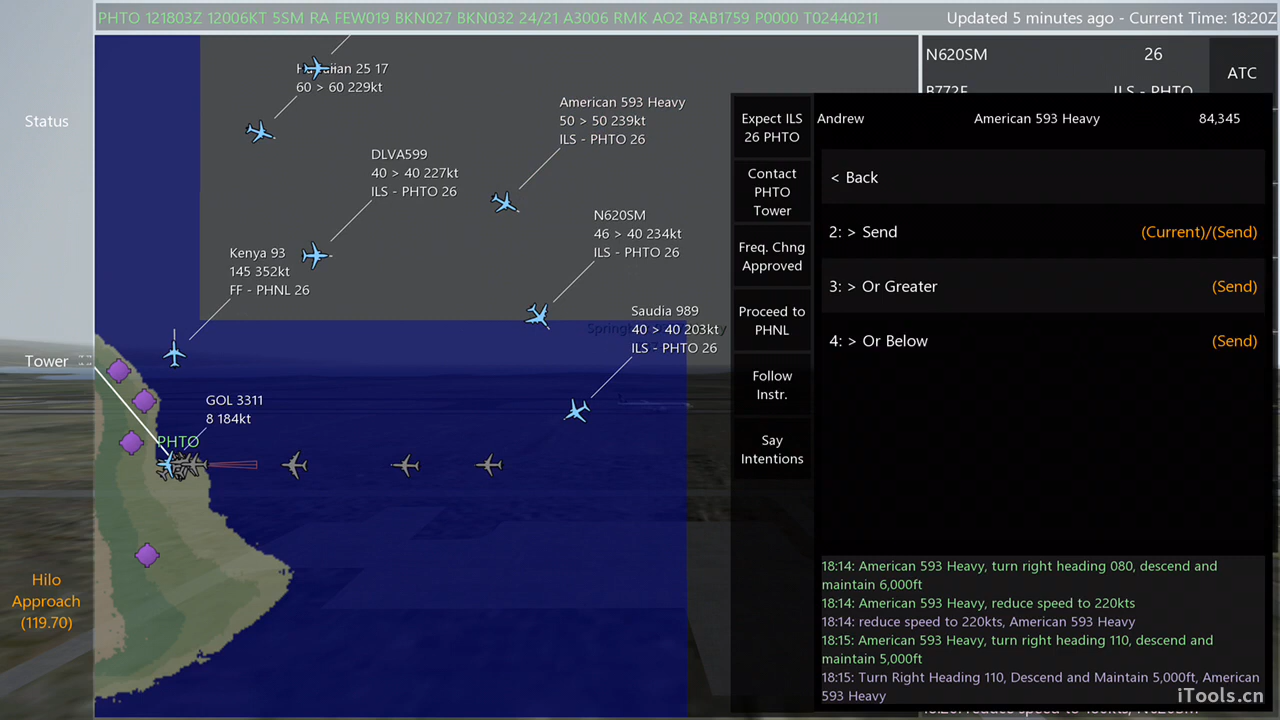 PHTO 121803Z 12006KT 5SM RA FEW019 BKN027 BKN032 24/21 A3006 RMK AO2 RAB1759 P0000 T02440211
Updated 5 minutes ago - Current Time: 18:20Z
N620SM 26
ATC
B772F ILS - PHTO
Status
Tower
Hilo
Approach
(119.70)
25 17
60 > 60 229kt
American 593 Heavy
50 > 50 239kt
ILS - PHTO 26
DLVA599
40 > 40 227kt
ILS - PHTO 26
N620SM
46 > 40 234kt
ILS - PHTO 26
Kenya 93
145 352kt
FF - PHNL 26
Saudia 989
40 > 40 203kt
ILS - PHTO 26
GOL 3311
8 184kt
PHTO
Expect ILS
26 PHTO
Contact
PHTO
Tower
Freq. Chng
Approved
Proceed to
PHNL
Follow
Instr.
Say
Intentions
Andrew American 593 Heavy 84,345
< Back
2: > Send (Current)/(Send)
3: > Or Greater (Send)
4: > Or Below (Send)
18:14: American 593 Heavy, turn right heading 080, descend and
maintain 6,000ft
18:14: American 593 Heavy, reduce speed to 220kts
18:14: reduce speed to 220kts, American 593 Heavy
18:15: American 593 Heavy, turn right heading 110, descend and
maintain 5,000ft
18:15: Turn Right Heading 110, Descend and Maintain 5,000ft, American
593 Heavy
iTools.cn